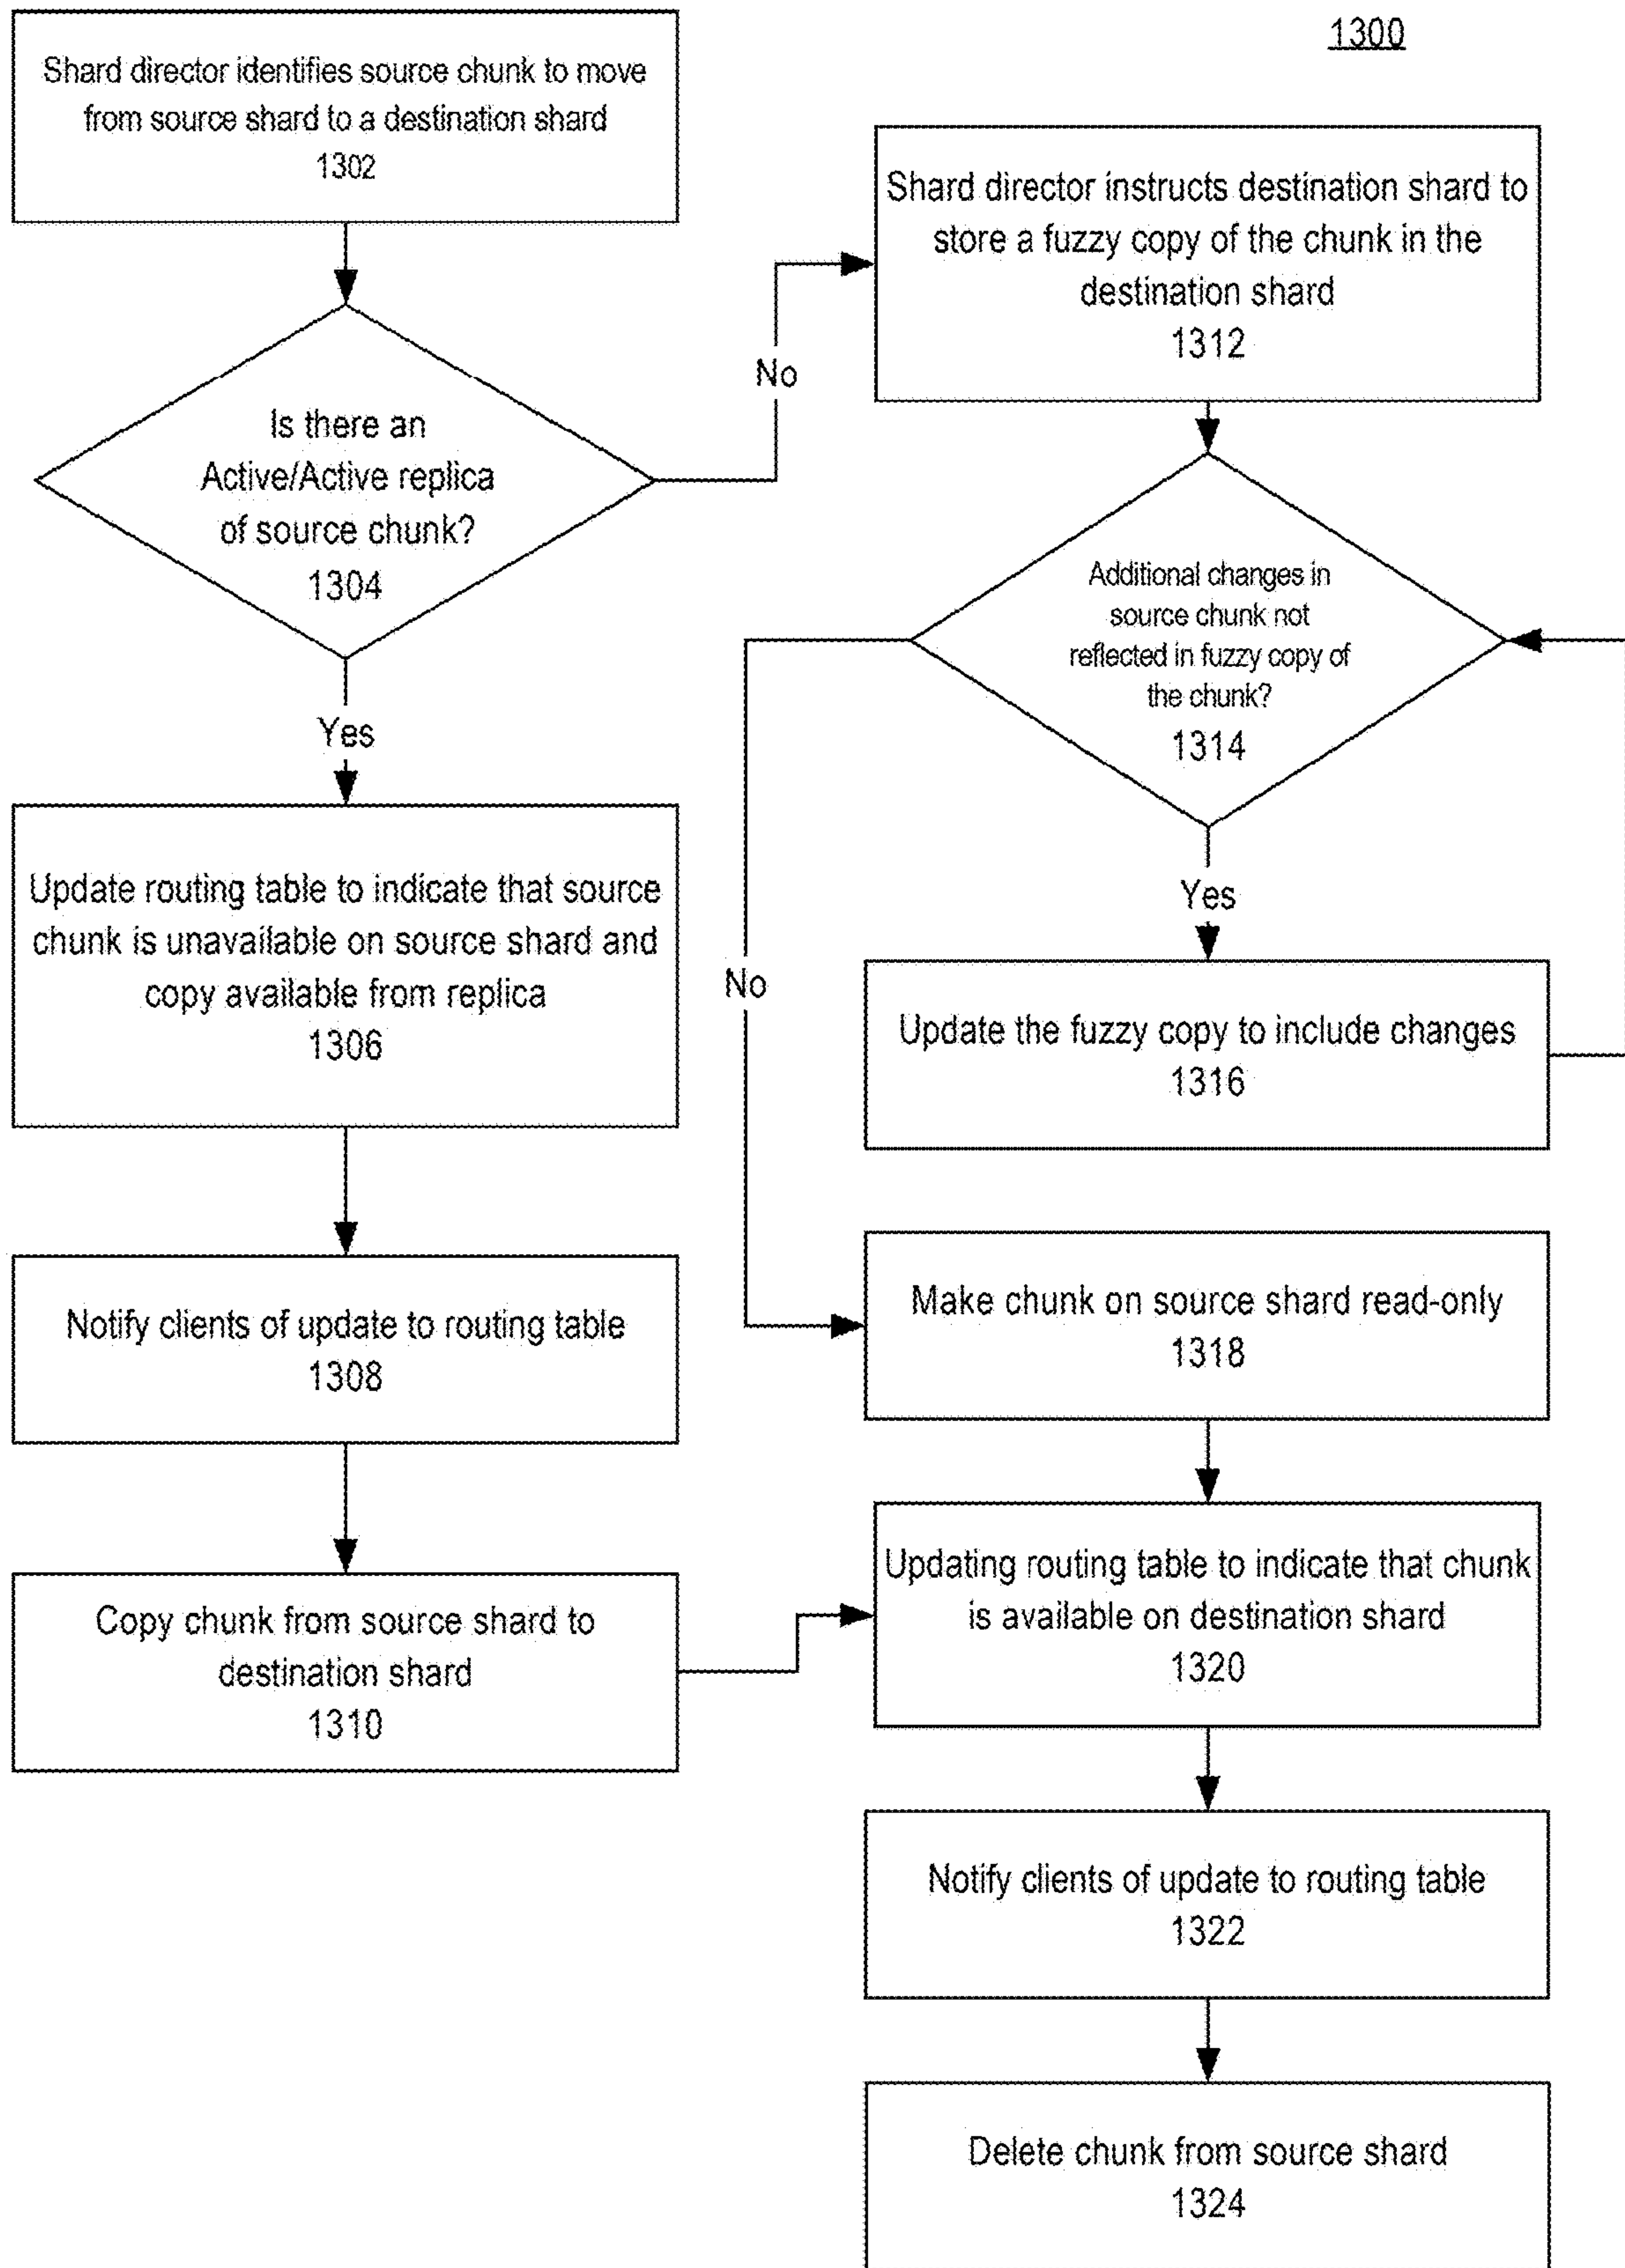 1300
Shard director identifies source chunk to move
from source shard to a destination shard
1302
Is there an
Active/Active replica
of source chunk?
1304
Yes
No
Update routing table to indicate that source
chunk is unavailable on source shard and
copy available from replica
1306
Notify clients of update to routing table
1308
Copy chunk from source shard to
destination shard
1310
Shard director instructs destination shard to
store a fuzzy copy of the chunk in the
destination shard
1312
Additional changes in
source chunk not
reflected in fuzzy copy of
the chunk?
1314
Yes
No
Update the fuzzy copy to include changes
1316
Make chunk on source shard read-only
1318
Updating routing table to indicate that chunk
is available on destination shard
1320
Notify clients of update to routing table
1322
Delete chunk from source shard
1324